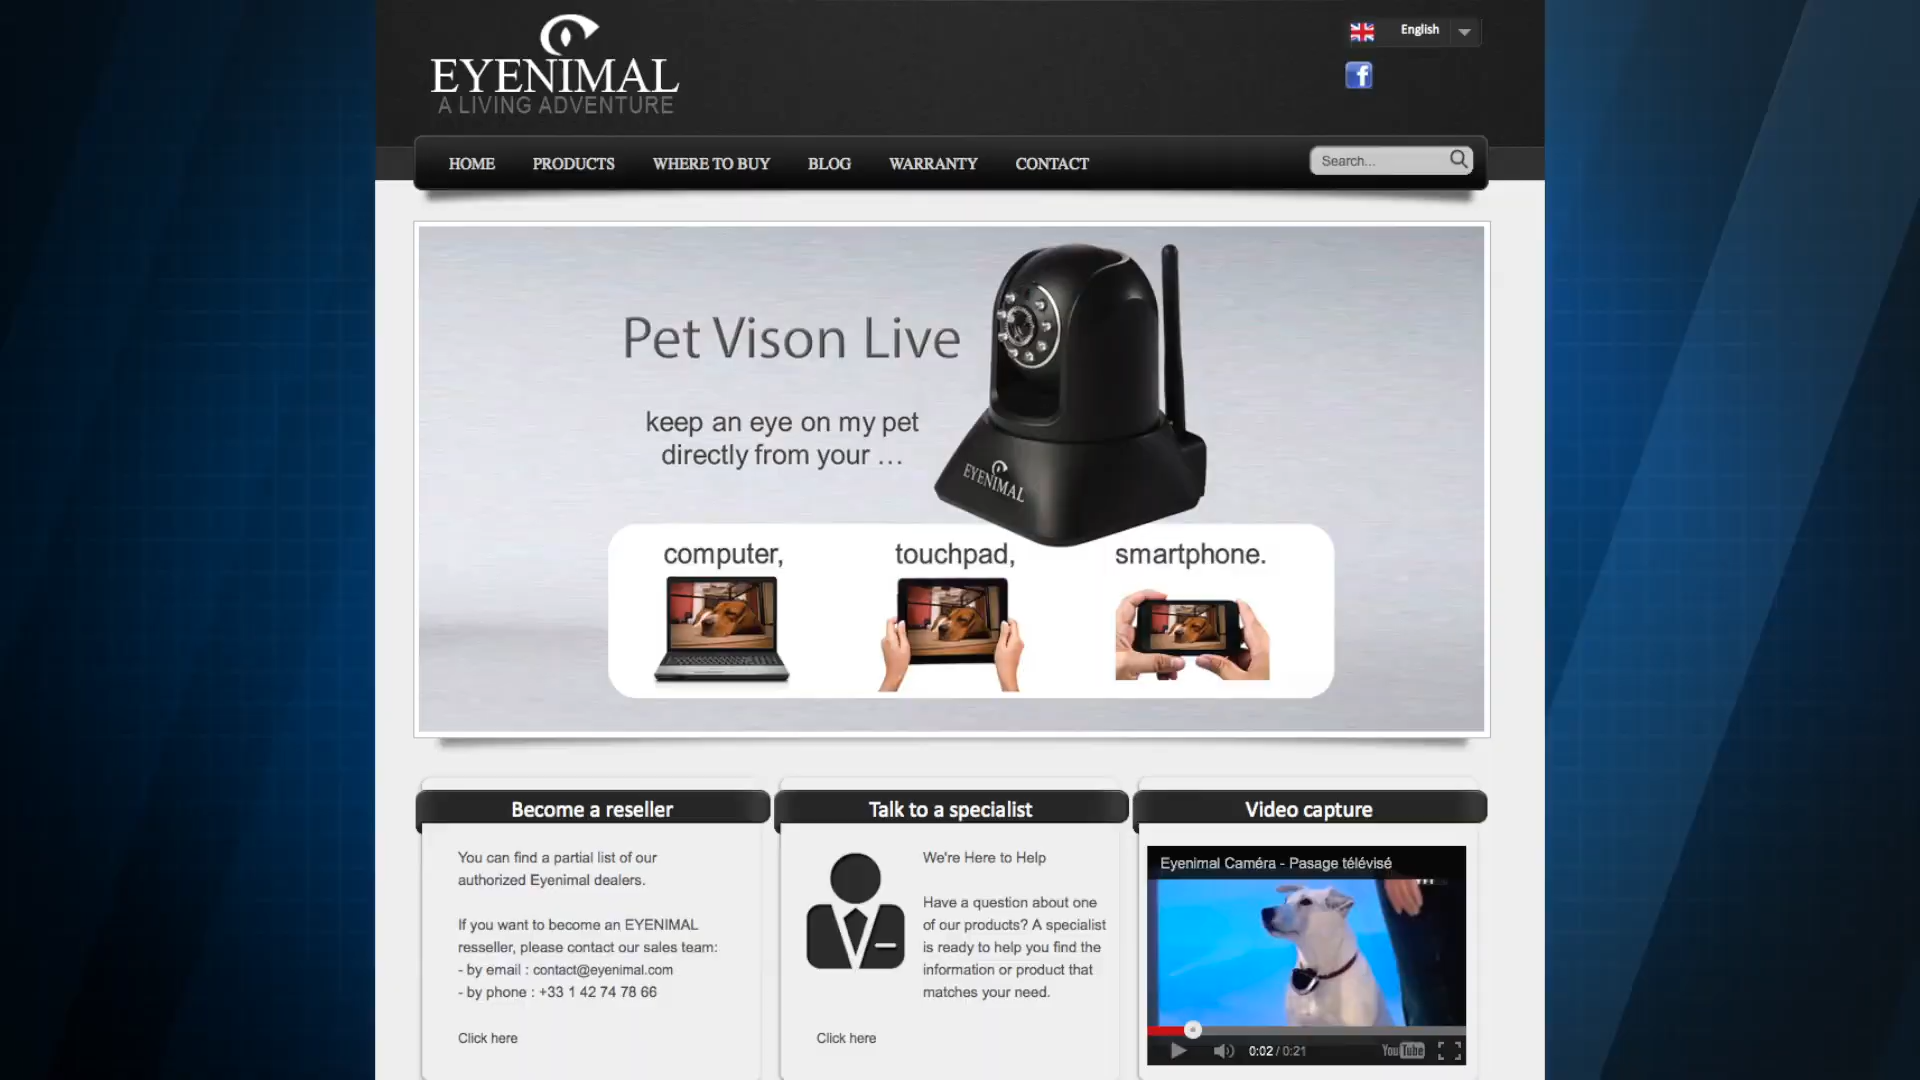 EYENIMAL
A LIVING ADVENTURE
English
f
HOME PRODUCTS WHERE TO BUY BLOG WARRANTY CONTACT
Search...
Pet Vison Live
keep an eye on my pet
directly from your ...
EYENIMAL
computer, touchpad, smartphone.
Become a reseller
You can find a partial list of our
authorized Eyenimal dealers.
If you want to become an EYENIMAL
resseller, please contact our sales team:
- by email : contact@eyenimal.com
- by phone : +33 1 42 74 78 66
Click here
Talk to a specialist
We're Here to Help
Have a question about one
of our products? A specialist
is ready to help you find the
information or product that
matches your need.
Click here
Video capture
Eyenimal Caméra - Pasage télévisé
0:02 / 0:21
YouTube